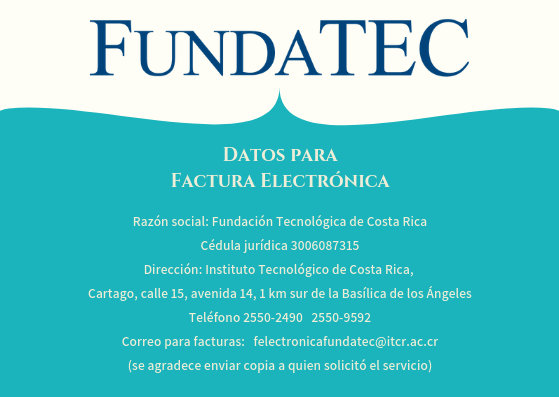 FUNDATEC
DATOS PARA
FACTURA ELECTRÓNICA
Razón social: Fundación Tecnológica de Costa Rica
Cédula jurídica 3006087315
Dirección: Instituto Tecnológico de Costa Rica,
Cartago, calle 15, avenida 14, 1 km sur de la Basílica de los Ángeles
Teléfono 2550-2490 2550-9592
Correo para facturas: felectronicafundatec@itcr.ac.cr
(se agradece enviar copia a quien solicitó el servicio)